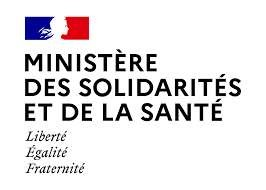 MINISTÈRE
DES SOLIDARITÉS
ET DE LA SANTÉ
Liberté
Égalité
Fraternité